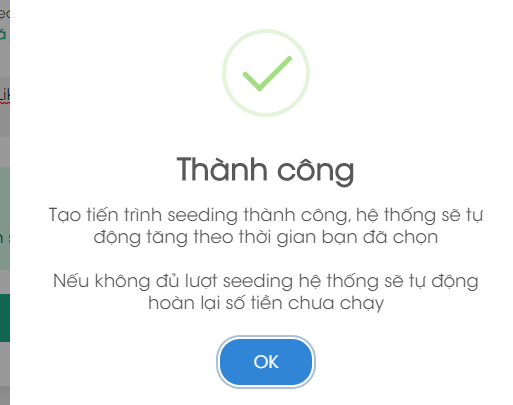 Thành công
Tạo tiến trình seeding thành công, hệ thống sẽ tự
động tăng theo thời gian bạn đã chọn
Nếu không đủ lượt seeding hệ thống sẽ tự động
hoàn lại số tiền chưa chạy
OK